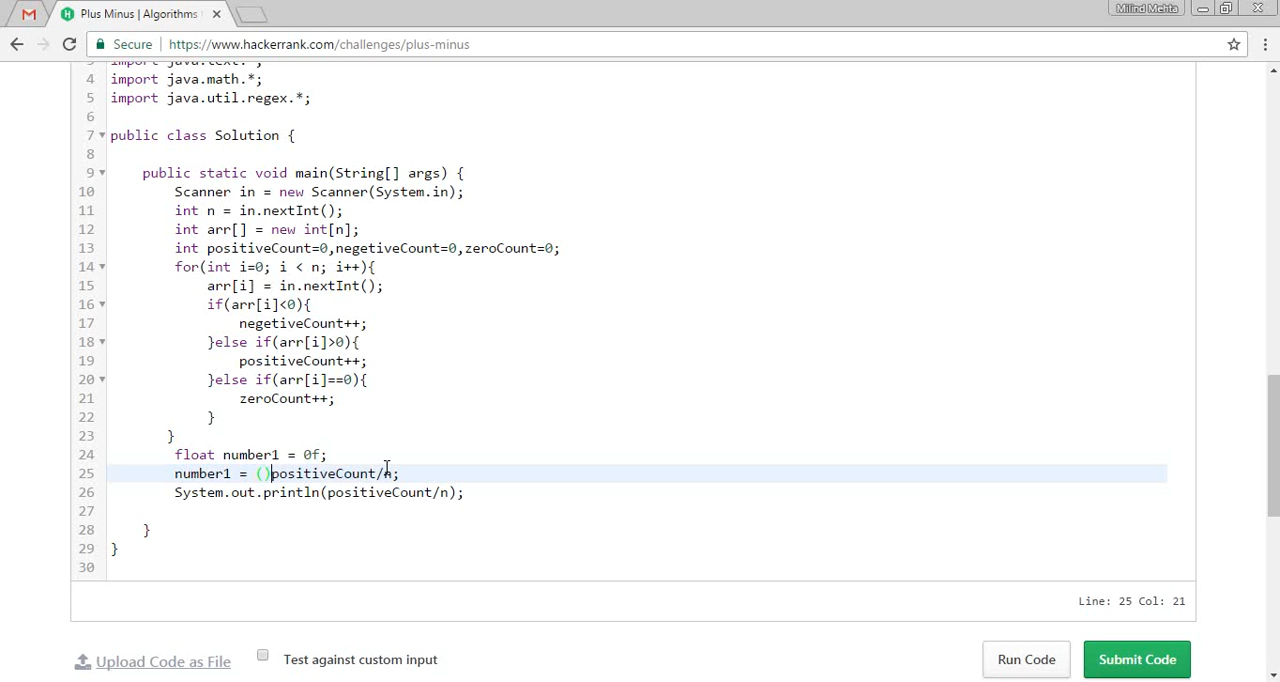 Plus Minus | Algorithms
Milind Mehta
Secure
https://www.hackerrank.com/challenges/plus-minus
3 import java.text.*;
4 import java.math.*;
5 import java.util.regex.*;
6
7 public class Solution {
8
9 public static void main(String[] args) {
10 Scanner in = new Scanner(System.in);
11 int n = in.nextInt();
12 int arr[] = new int[n];
13 int positiveCount=0,negetiveCount=0,zeroCount=0;
14 for(int i=0; i < n; i++){
15 arr[i] = in.nextInt();
16 if(arr[i]<0){
17 negetiveCount++;
18 }else if(arr[i]>0){
19 positiveCount++;
20 }else if(arr[i]==0){
21 zeroCount++;
22 }
23 }
24 float number1 = 0f;
25 number1 = ()positiveCount/n;
26 System.out.println(positiveCount/n);
27
28 }
29 }
30
Line: 25 Col: 21
Upload Code as File
Test against custom input
Run Code
Submit Code